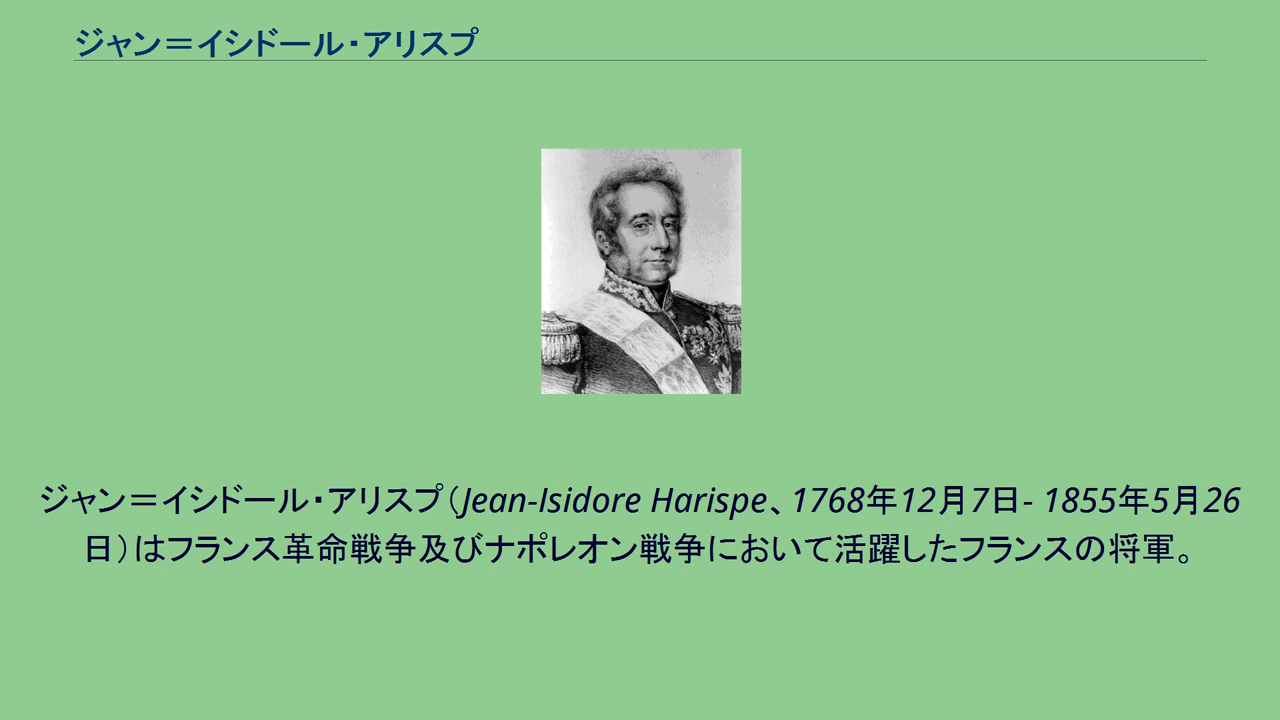 ジャン＝イシドール・アリスプ
ジャン＝イシドール・アリスプ（Jean-Isidore Harispe、1768年12月7日- 1855年5月26
日）はフランス革命戦争及びナポレオン戦争において活躍したフランスの将軍。